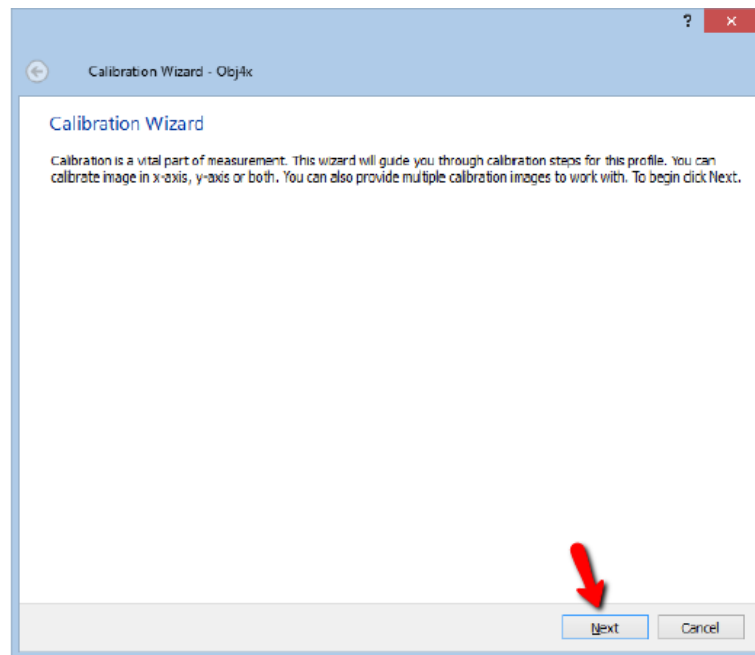 ?
Calibration Wizard - Obj4x
Calibration Wizard
Calibration is a vital part of measurement. This wizard will guide you through calibration steps for this profile. You can
calibrate image in x-axis, y-axis or both. You can also provide multiple calibration images to work with. To begin click Next.
Next
Cancel